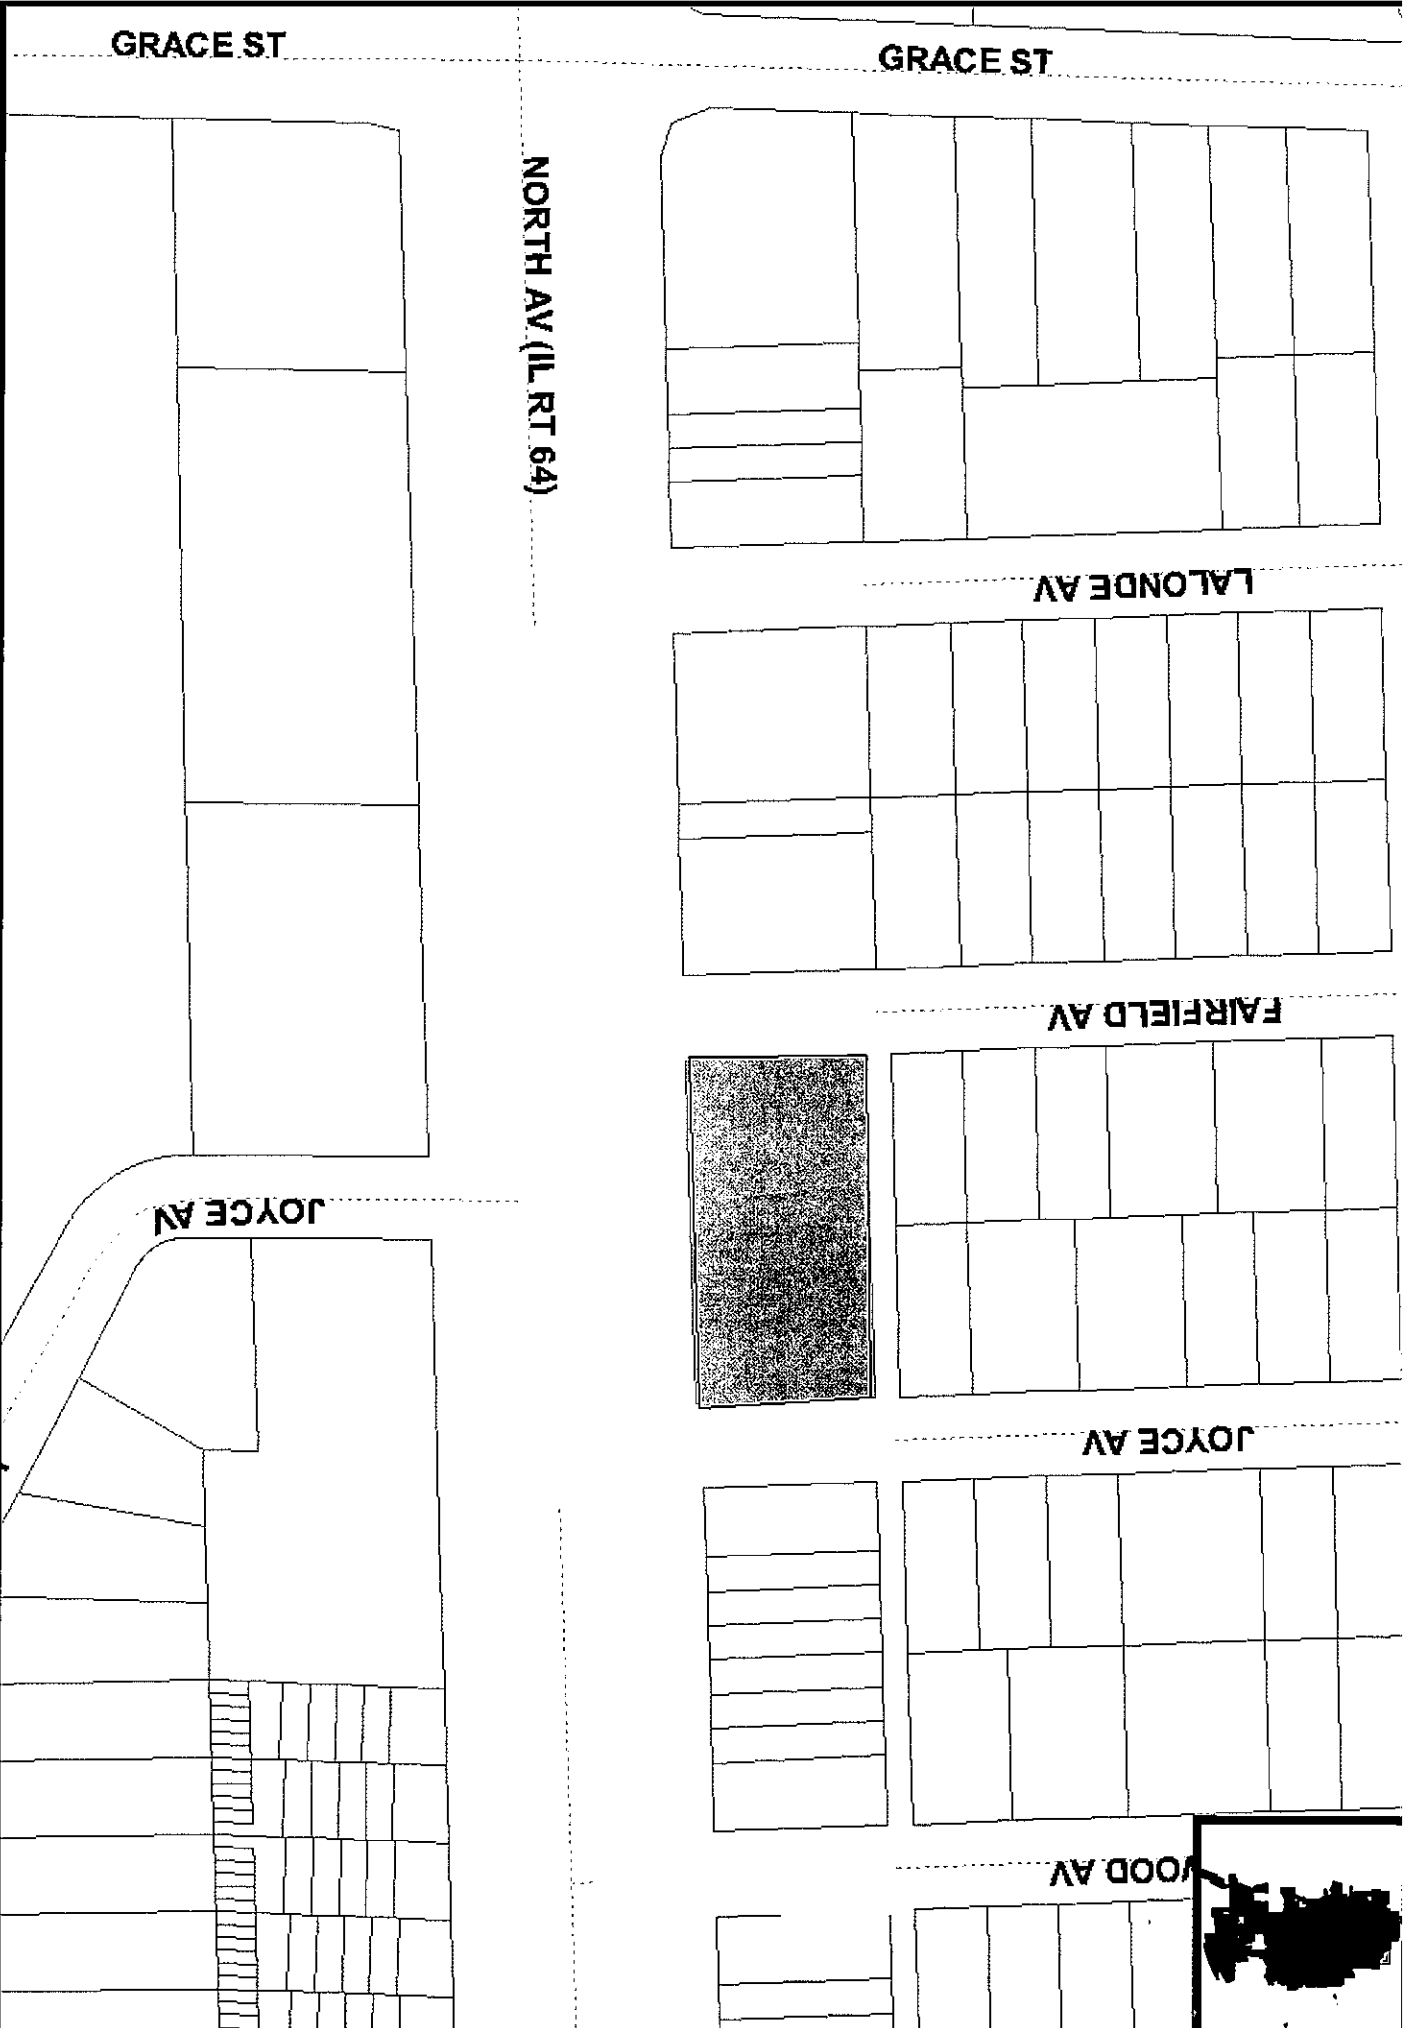 GRACE ST
GRACE ST
NORTH AV (IL RT 64)
LALONDE AV
FAIRFIELD AV
JOYCE AV
JOYCE AV
OOD AV